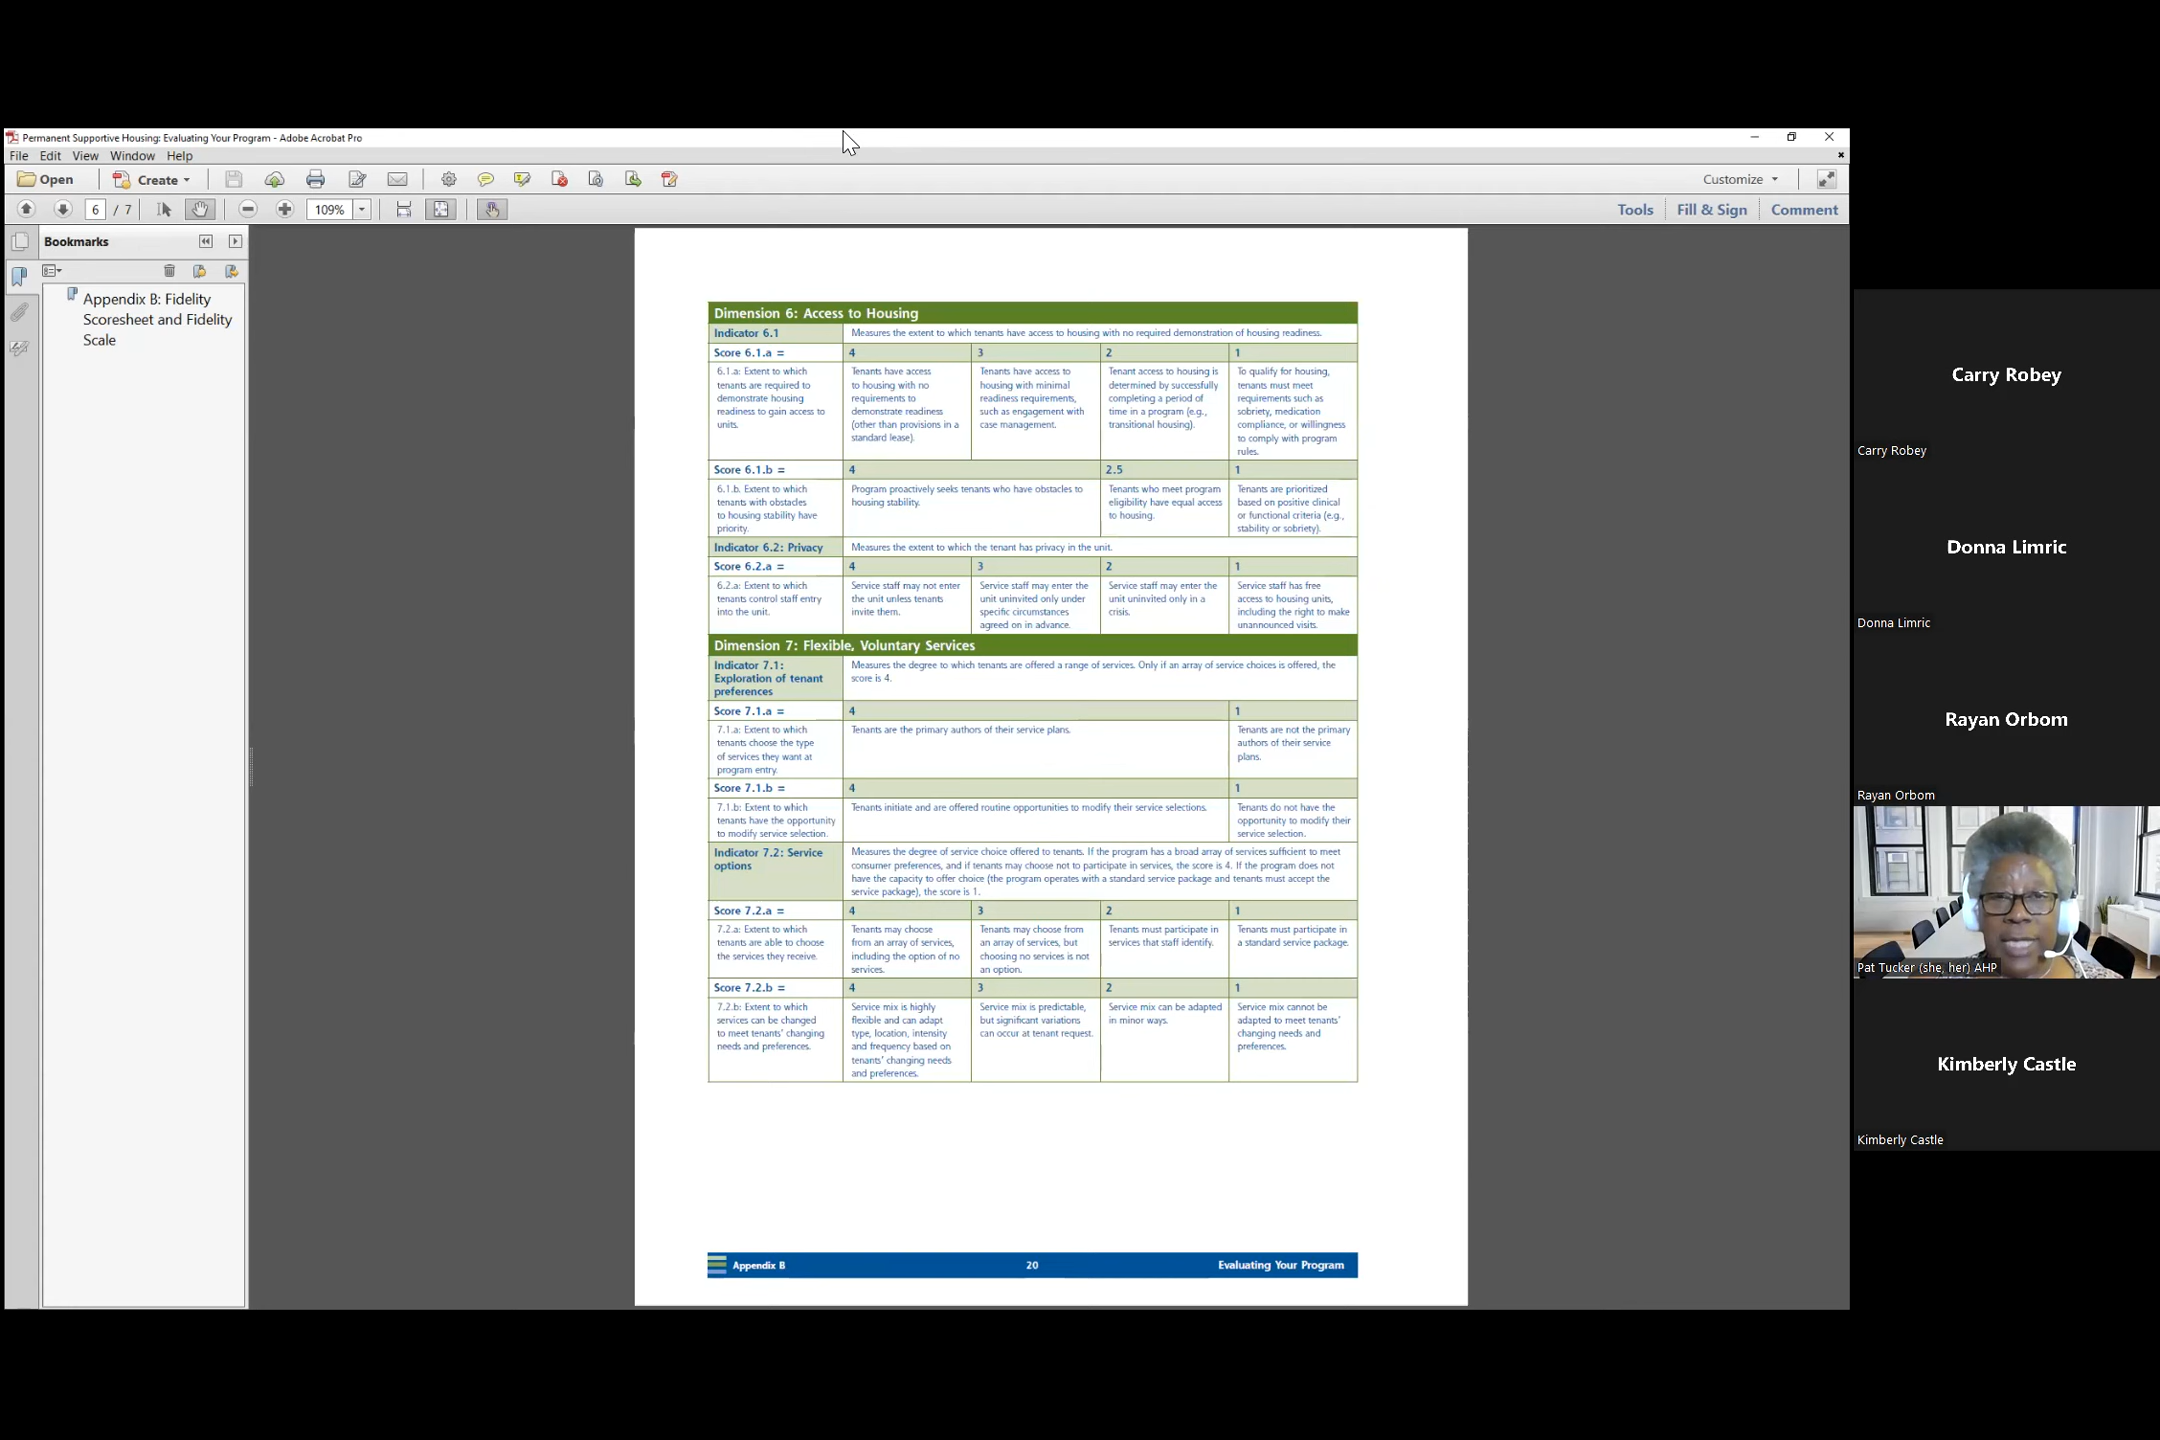 Permanent Supportive Housing: Evaluating Your Program - Adobe Acrobat Pro
File Edit View Window Help
Open Create Customize
6 / 7 109% Tools Fill & Sign Comment
Bookmarks
Appendix B: Fidelity
Scoresheet and Fidelity
Scale
Dimension 6: Access to Housing
Indicator 6.1 Measures the extent to which tenants have access to housing with no required demonstration of housing readiness.
Score 6.1.a = 4 3 2 1
6.1.a: Extent to which
tenants are required to
demonstrate housing
readiness to gain access to
units.
Tenants have access
to housing with no
requirements to
demonstrate readiness
(other than provisions in a
standard lease).
Tenants have access to
housing with minimal
readiness requirements,
such as engagement with
case management.
Tenant access to housing is
determined by successfully
completing a period of
time in a program (e.g.,
transitional housing).
To qualify for housing,
tenants must meet
requirements such as
sobriety, medication
compliance, or willingness
to comply with program
rules.
Score 6.1.b = 4 2.5 1
6.1.b. Extent to which
tenants with obstacles
to housing stability have
priority.
Program proactively seeks tenants who have obstacles to
housing stability.
Tenants who meet program
eligibility have equal access
to housing.
Tenants are prioritized
based on positive clinical
or functional criteria (e.g.,
stability or sobriety).
Indicator 6.2: Privacy Measures the extent to which the tenant has privacy in the unit.
Score 6.2.a = 4 3 2 1
6.2.a: Extent to which
tenants control staff entry
into the unit.
Service staff may not enter
the unit unless tenants
invite them.
Service staff may enter the
unit uninvited only under
specific circumstances
agreed on in advance.
Service staff may enter the
unit uninvited only in a
crisis.
Service staff has free
access to housing units,
including the right to make
unannounced visits.
Dimension 7: Flexible, Voluntary Services
Indicator 7.1:
Exploration of tenant
preferences
Measures the degree to which tenants are offered a range of services. Only if an array of service choices is offered, the
score is 4.
Score 7.1.a = 4 1
7.1.a: Extent to which
tenants choose the type
of services they want at
program entry.
Tenants are the primary authors of their service plans.
Tenants are not the primary
authors of their service
plans.
Score 7.1.b = 4 1
7.1.b: Extent to which
tenants have the opportunity
to modify service selection.
Tenants initiate and are offered routine opportunities to modify their service selections.
Tenants do not have the
opportunity to modify their
service selection.
Indicator 7.2: Service
options
Measures the degree of service choice offered to tenants. If the program has a broad array of services sufficient to meet
consumer preferences, and if tenants may choose not to participate in services, the score is 4. If the program does not
have the capacity to offer choice (the program operates with a standard service package and tenants must accept the
service package), the score is 1.
Score 7.2.a = 4 3 2 1
7.2.a: Extent to which
tenants are able to choose
the services they receive.
Tenants may choose
from an array of services,
including the option of no
services.
Tenants may choose from
an array of services, but
choosing no services is not
an option.
Tenants must participate in
services that staff identify.
Tenants must participate in
a standard service package.
Score 7.2.b = 4 3 2 1
7.2.b: Extent to which
services can be changed
to meet tenants' changing
needs and preferences.
Service mix is highly
flexible and can adapt
type, location, intensity
and frequency based on
tenants' changing needs
and preferences.
Service mix is predictable,
but significant variations
can occur at tenant request.
Service mix can be adapted
in minor ways.
Service mix cannot be
adapted to meet tenants'
changing needs and
preferences.
Appendix B 20 Evaluating Your Program
Carry Robey
Carry Robey
Donna Limric
Donna Limric
Rayan Orbom
Rayan Orbom
Pat Tucker (she, her) AHP
Kimberly Castle
Kimberly Castle